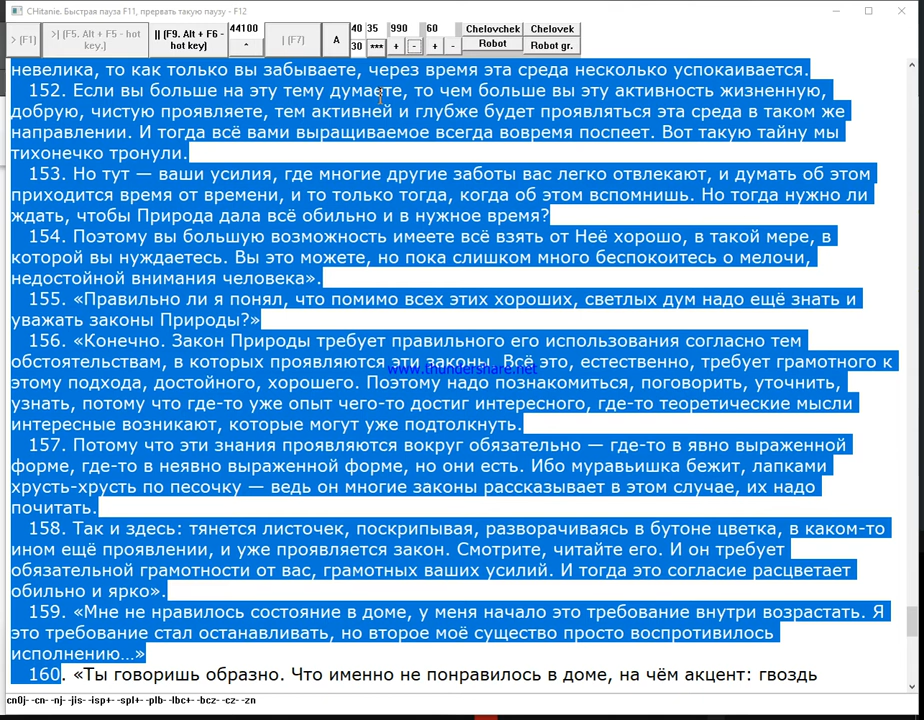 CHitanie. Быстрая пауза F11, прервать такую паузу - F12
> (F1)
>| (F5. Alt + F5 - hot key.)
|| (F9. Alt + F6 - hot key)
44100
^
| (F7)
A
40 35 990 60
30 *** + - + -
Chelovchek Chelovek
Robot Robot gr.
невелика, то как только вы забываете, через время эта среда несколько успокаивается.
152. Если вы больше на эту тему думаете, то чем больше вы эту активность жизненную,
добрую, чистую проявляете, тем активней и глубже будет проявляться эта среда в таком же
направлении. И тогда всё вами выращиваемое всегда вовремя поспеет. Вот такую тайну мы
тихонечко тронули.
153. Но тут — ваши усилия, где многие другие заботы вас легко отвлекают, и думать об этом
приходится время от времени, и то только тогда, когда об этом вспомнишь. Но тогда нужно ли
ждать, чтобы Природа дала всё обильно и в нужное время?
154. Поэтому вы большую возможность имеете всё взять от Неё хорошо, в такой мере, в
которой вы нуждаетесь. Вы это можете, но пока слишком много беспокоитесь о мелочи,
недостойной внимания человека».
155. «Правильно ли я понял, что помимо всех этих хороших, светлых дум надо ещё знать и
уважать законы Природы?»
156. «Конечно. Закон Природы требует правильного его использования согласно тем
обстоятельствам, в которых проявляются эти законы. Всё это, естественно, требует грамотного к
www.thundershare.net
этому подхода, достойного, хорошего. Поэтому надо познакомиться, поговорить, уточнить,
узнать, потому что где-то уже опыт чего-то достиг интересного, где-то теоретические мысли
интересные возникают, которые могут уже подтолкнуть.
157. Потому что эти знания проявляются вокруг обязательно — где-то в явно выраженной
форме, где-то в неявно выраженной форме, но они есть. Ибо муравьишка бежит, лапками
хрусть-хрусть по песочку — ведь он многие законы рассказывает в этом случае, их надо
почитать.
158. Так и здесь: тянется листочек, поскрипывая, разворачиваясь в бутоне цветка, в каком-то
ином ещё проявлении, и уже проявляется закон. Смотрите, читайте его. И он требует
обязательной грамотности от вас, грамотных ваших усилий. И тогда это согласие расцветает
обильно и ярко».
159. «Мне не нравилось состояние в доме, у меня начало это требование внутри возрастать. Я
это требование стал останавливать, но второе моё существо просто воспротивилось
исполнению…»
160. «Ты говоришь образно. Что именно не понравилось в доме, на чём акцент: гвоздь
cn0j- -cn- -nj- -jis- -isp+- -spl+- -plb- -lbc+- -bcz- -cz- -zn